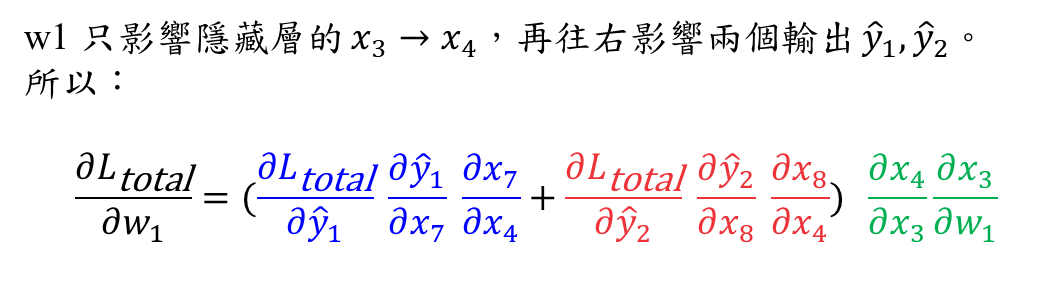 w1 只影響隱藏層的 x₃ → x₄,再往右影響兩個輸出 ŷ₁,ŷ₂。
所以:
∂L_total/∂w₁ = (∂L_total/∂ŷ₁ ∂ŷ₁/∂x₇ ∂x₇/∂x₄ + ∂L_total/∂ŷ₂ ∂ŷ₂/∂x₈ ∂x₈/∂x₄) ∂x₄/∂x₃ ∂x₃/∂w₁